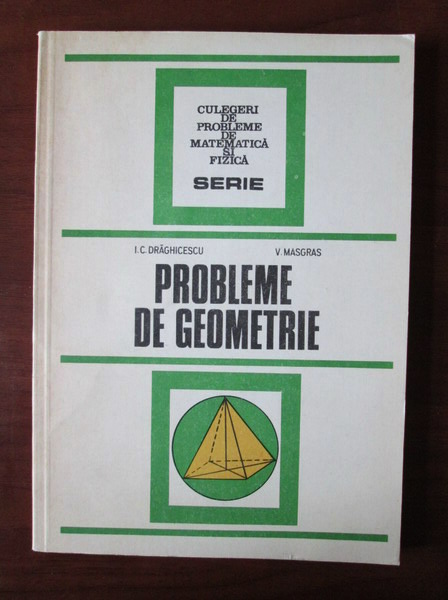 CULEGERI
DE
PROBLEME
DE
MATEMATICĂ
ȘI
FIZICĂ
SERIE
I.C. DRĂGHICESCU V. MASGRAS
PROBLEME
DE GEOMETRIE